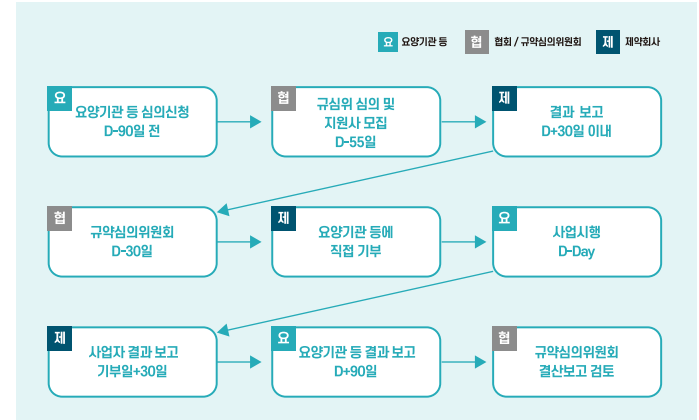 요 요양기관 등 협 협회 / 규약심의위원회 제 제약회사
요
요양기관 등 심의신청
D-90일 전
협
규심위 심의 및
지원사 모집
D-55일
제
결과 보고
D+30일 이내
협
규약심의위원회
D-30일
제
요양기관 등에
직접 기부
요
사업시행
D-Day
제
사업자 결과 보고
기부일+30일
요
요양기관 등 결과 보고
D+90일
협
규약심의위원회
결산보고 검토